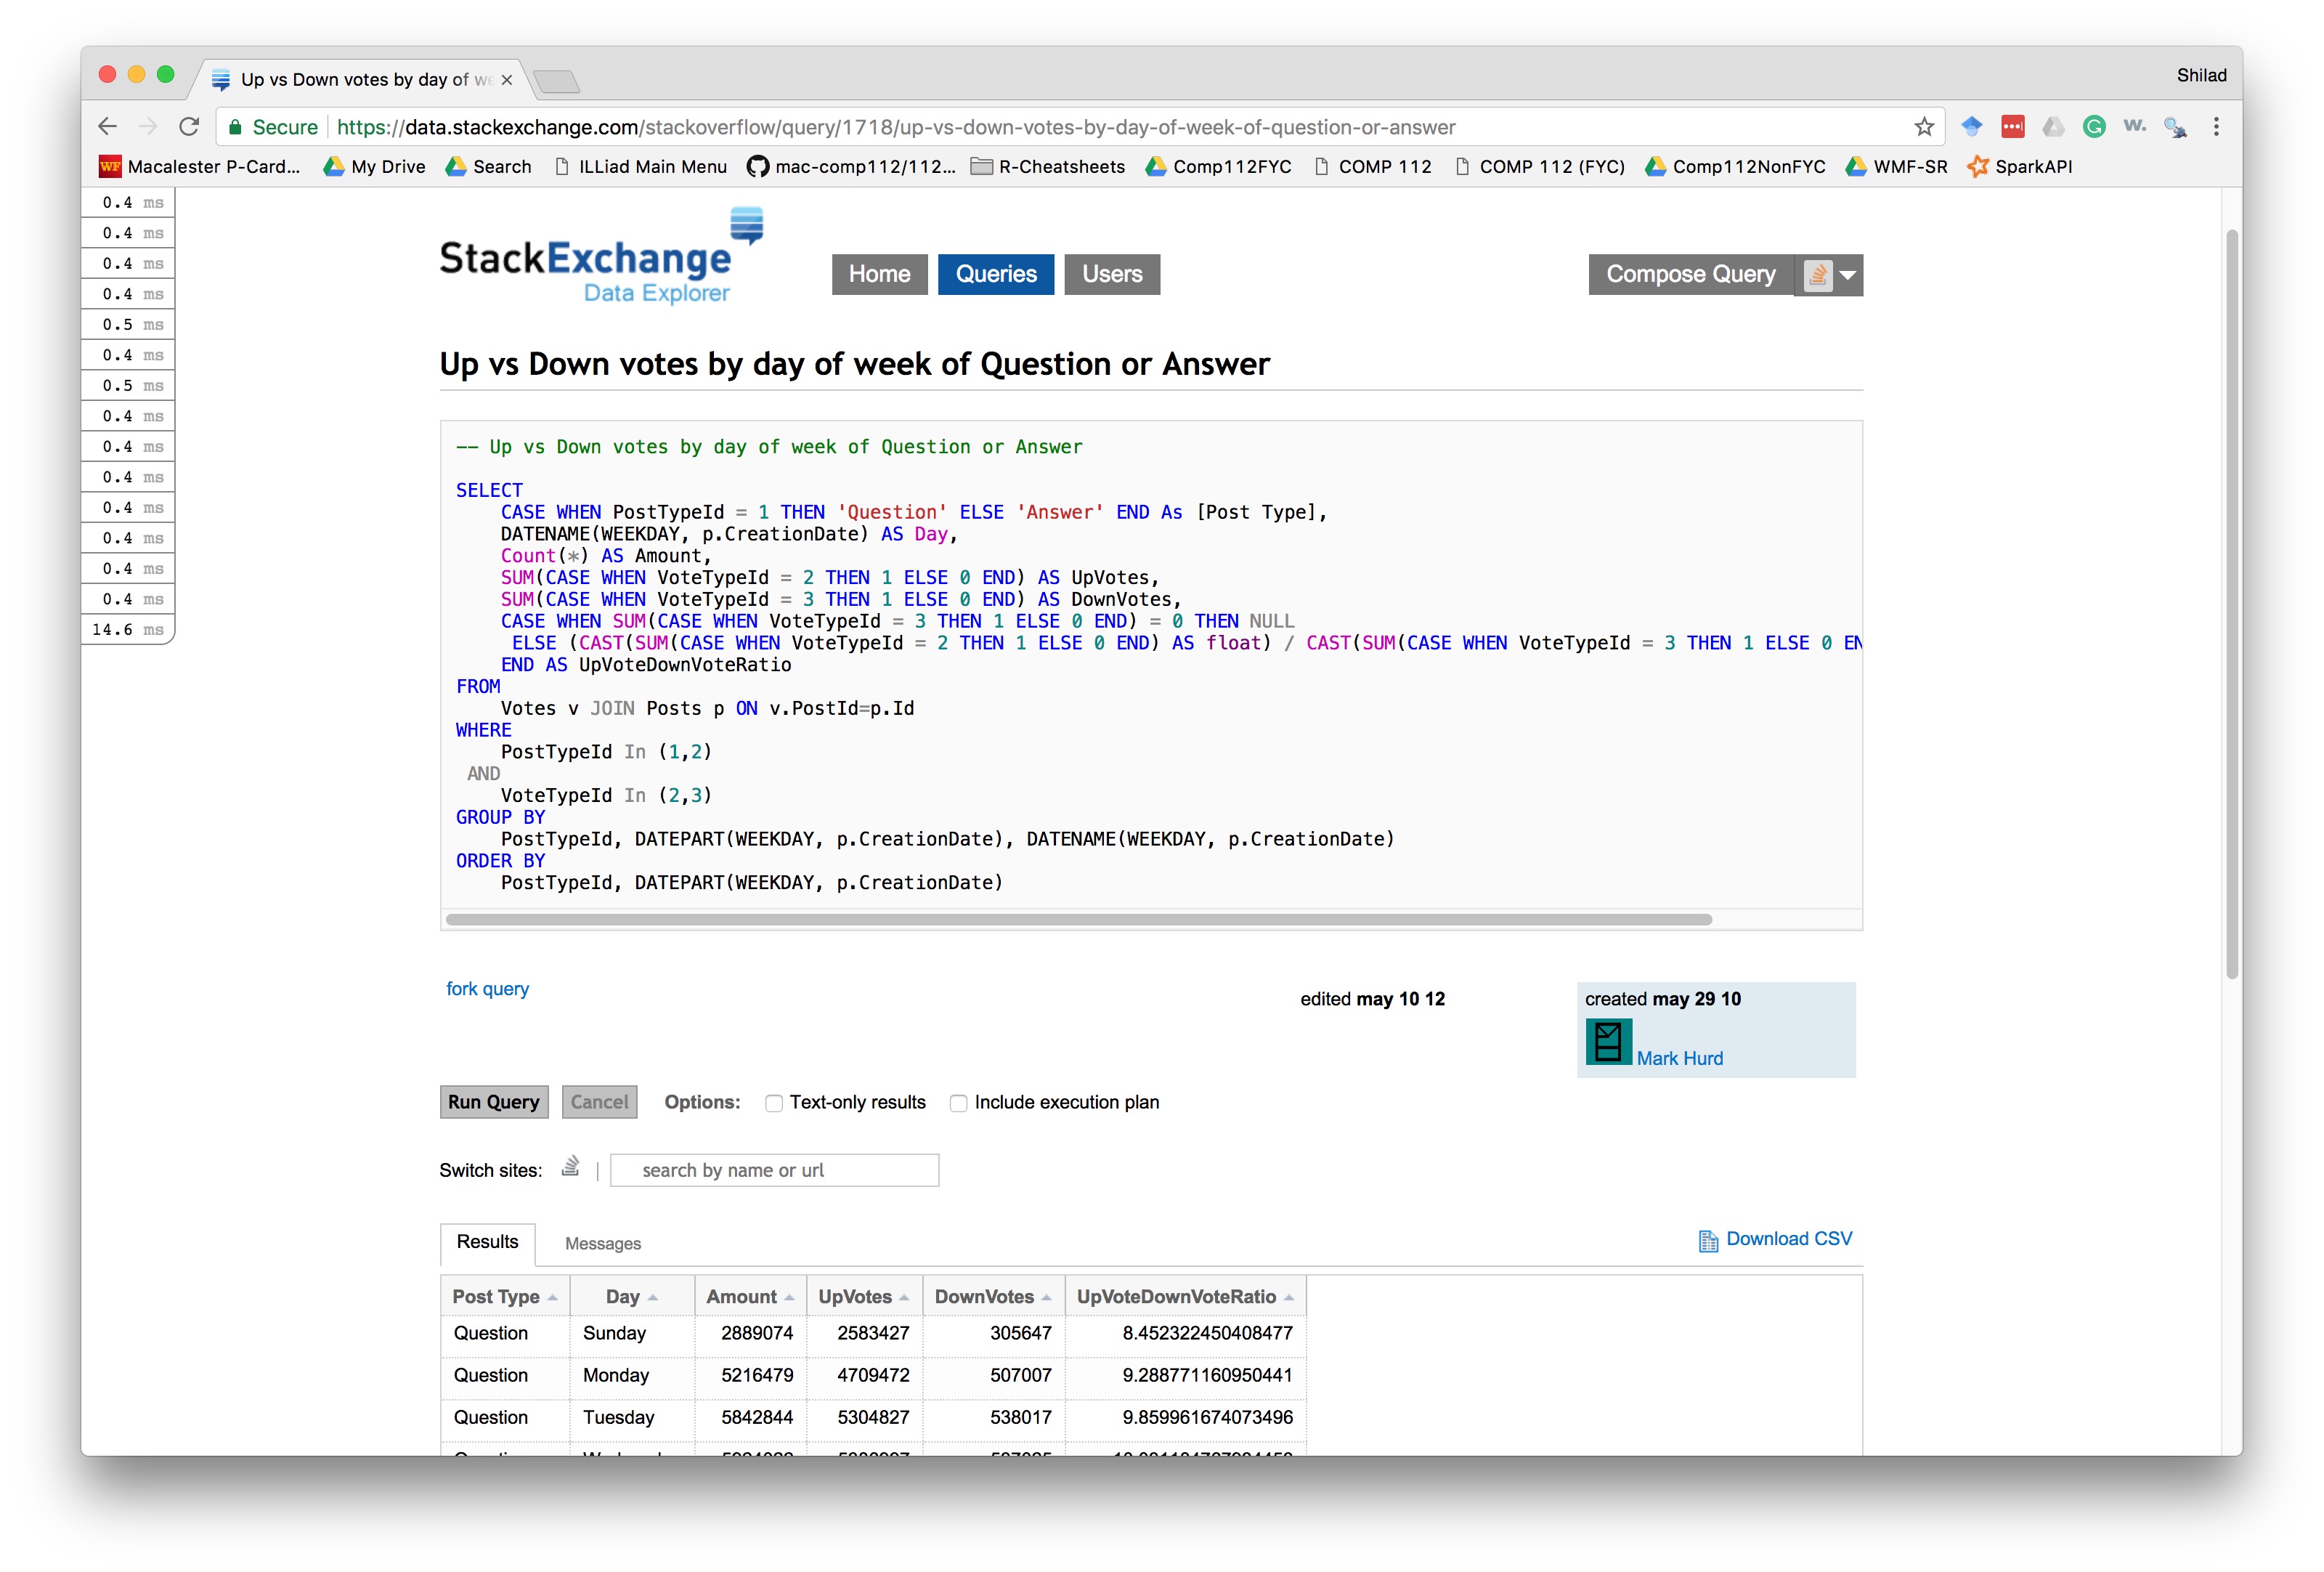 Up vs Down votes by day of we
Shilad
Secure https://data.stackexchange.com/stackoverflow/query/1718/up-vs-down-votes-by-day-of-week-of-question-or-answer
Macalester P-Card... My Drive Search ILLiad Main Menu mac-comp112/112... R-Cheatsheets Comp112FYC COMP 112 COMP 112 (FYC) Comp112NonFYC WMF-SR SparkAPI
0.4 ms
0.4 ms
0.4 ms
0.4 ms
0.5 ms
0.4 ms
0.5 ms
0.4 ms
0.4 ms
0.4 ms
0.4 ms
0.4 ms
0.4 ms
0.4 ms
14.6 ms
StackExchange
Data Explorer
Home Queries Users Compose Query
Up vs Down votes by day of week of Question or Answer
-- Up vs Down votes by day of week of Question or Answer
SELECT
CASE WHEN PostTypeId = 1 THEN 'Question' ELSE 'Answer' END As [Post Type],
DATENAME(WEEKDAY, p.CreationDate) AS Day,
Count(*) AS Amount,
SUM(CASE WHEN VoteTypeId = 2 THEN 1 ELSE 0 END) AS UpVotes,
SUM(CASE WHEN VoteTypeId = 3 THEN 1 ELSE 0 END) AS DownVotes,
CASE WHEN SUM(CASE WHEN VoteTypeId = 3 THEN 1 ELSE 0 END) = 0 THEN NULL
ELSE (CAST(SUM(CASE WHEN VoteTypeId = 2 THEN 1 ELSE 0 END) AS float) / CAST(SUM(CASE WHEN VoteTypeId = 3 THEN 1 ELSE 0 EN
END AS UpVoteDownVoteRatio
FROM
Votes v JOIN Posts p ON v.PostId=p.Id
WHERE
PostTypeId In (1,2)
AND
VoteTypeId In (2,3)
GROUP BY
PostTypeId, DATEPART(WEEKDAY, p.CreationDate), DATENAME(WEEKDAY, p.CreationDate)
ORDER BY
PostTypeId, DATEPART(WEEKDAY, p.CreationDate)
fork query
edited may 10 12
created may 29 10
Mark Hurd
Run Query Cancel Options: Text-only results Include execution plan
Switch sites: | search by name or url
Results Messages Download CSV
Post Type Day Amount UpVotes DownVotes UpVoteDownVoteRatio
Question Sunday 2889074 2583427 305647 8.452322450408477
Question Monday 5216479 4709472 507007 9.288771160950441
Question Tuesday 5842844 5304827 538017 9.859961674073496